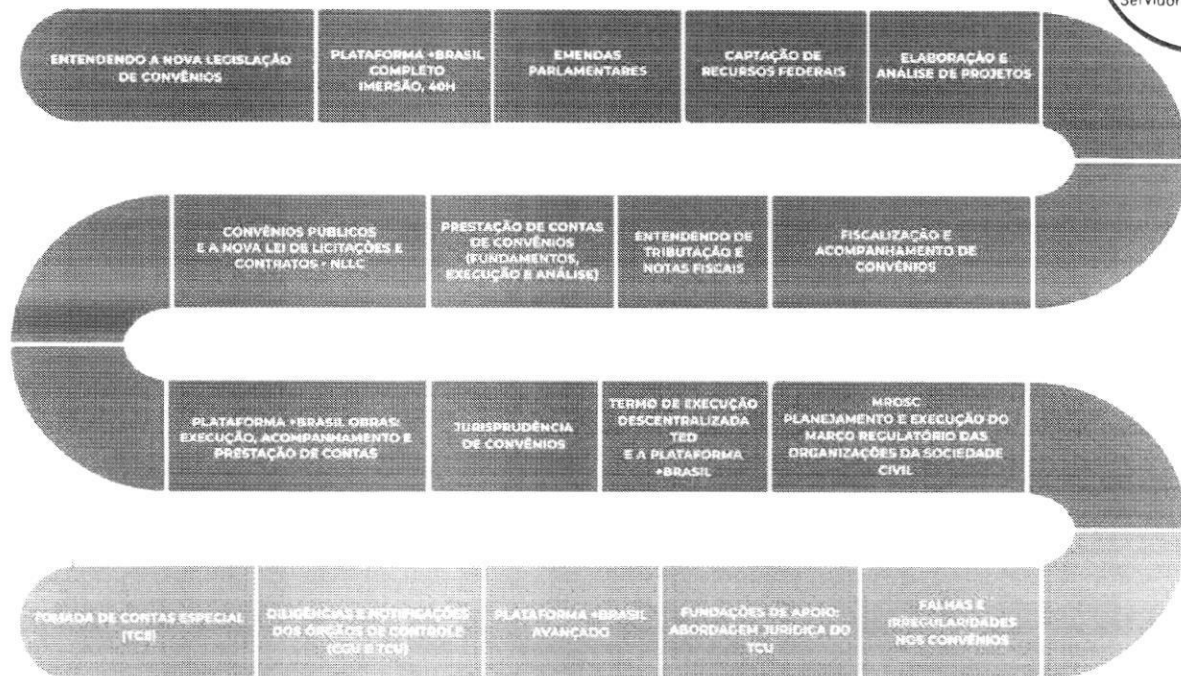 Servidor
ENTENDENDO A NOVA LEGISLAÇÃO
DE CONVÊNIOS
PLATAFORMA +BRASIL
COMPLETO
IMERSÃO, 40H
EMENDAS
PARLAMENTARES
CAPTAÇÃO DE
RECURSOS FEDERAIS
ELABORAÇÃO E
ANÁLISE DE PROJETOS
CONVÊNIOS PUBLICOS
E A NOVA LEI DE LICITAÇÕES E
CONTRATOS - NLLC
PRESTAÇÃO DE CONTAS
DE CONVÊNIOS
(FUNDAMENTOS,
EXECUÇÃO E ANÁLISE)
ENTENDENDO DE
TRIBUTAÇÃO E
NOTAS FISCAIS
FISCALIZAÇÃO E
ACOMPANHAMENTO DE
CONVÊNIOS
PLATAFORMA +BRASIL OBRAS:
EXECUÇÃO, ACOMPANHAMENTO E
PRESTAÇÃO DE CONTAS
JURISPRUDÊNCIA
DE CONVÊNIOS
TERMO DE EXECUÇÃO
DESCENTRALIZADA
TED
E A PLATAFORMA
+BRASIL
MROSC
PLANEJAMENTO E EXECUÇÃO DO
MARCO REGULATÓRIO DAS
ORGANIZAÇÕES DA SOCIEDADE
CIVIL
TOMADA DE CONTAS ESPECIAL
(TCE)
DILIGÊNCIAS E NOTIFICAÇÕES
DOS ÓRGÃOS DE CONTROLE
(CGU E TCU)
PLATAFORMA +BRASIL
AVANÇADO
FUNDAÇÕES DE APOIO:
ABORDAGEM JURÍDICA DO
TCU
FALHAS E
IRREGULARIDADES
NOS CONVÊNIOS